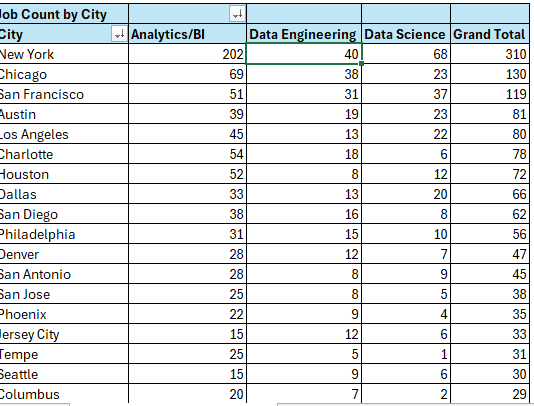 Job Count by City
City Analytics/BI Data Engineering Data Science Grand Total
New York 202 40 68 310
Chicago 69 38 23 130
San Francisco 51 31 37 119
Austin 39 19 23 81
Los Angeles 45 13 22 80
Charlotte 54 18 6 78
Houston 52 8 12 72
Dallas 33 13 20 66
San Diego 38 16 8 62
Philadelphia 31 15 10 56
Denver 28 12 7 47
San Antonio 28 8 9 45
San Jose 25 8 5 38
Phoenix 22 9 4 35
Jersey City 15 12 6 33
Tempe 25 5 1 31
Seattle 15 9 6 30
Columbus 20 7 2 29